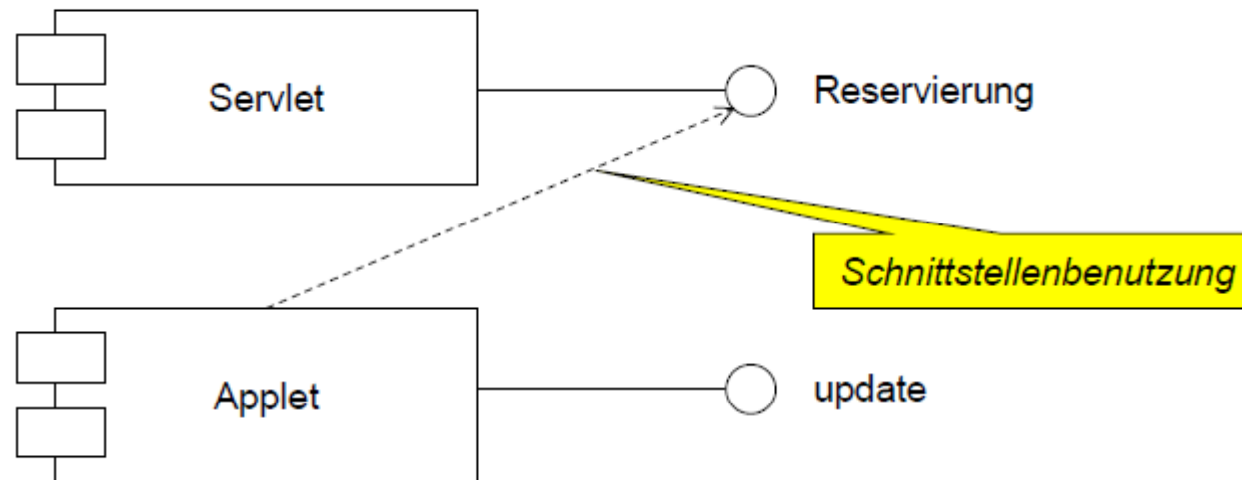 Servlet
Reservierung
Schnittstellenbenutzung
Applet
update